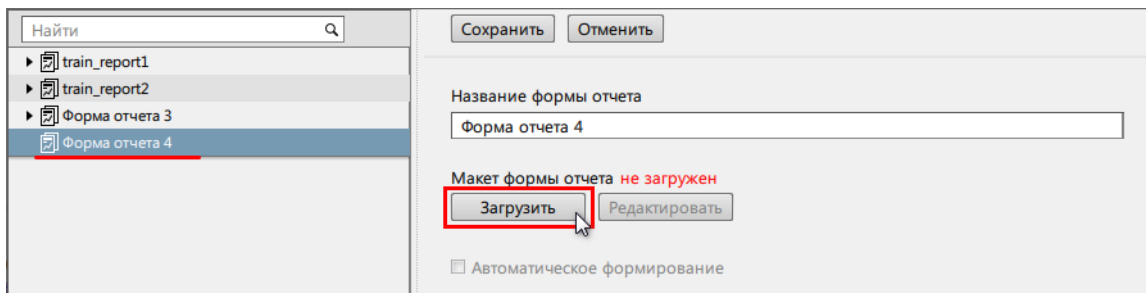 Найти
train_report1
train_report2
Форма отчета 3
Форма отчета 4
Сохранить Отменить
Название формы отчета
Форма отчета 4
Макет формы отчета не загружен
Загрузить Редактировать
Автоматическое формирование